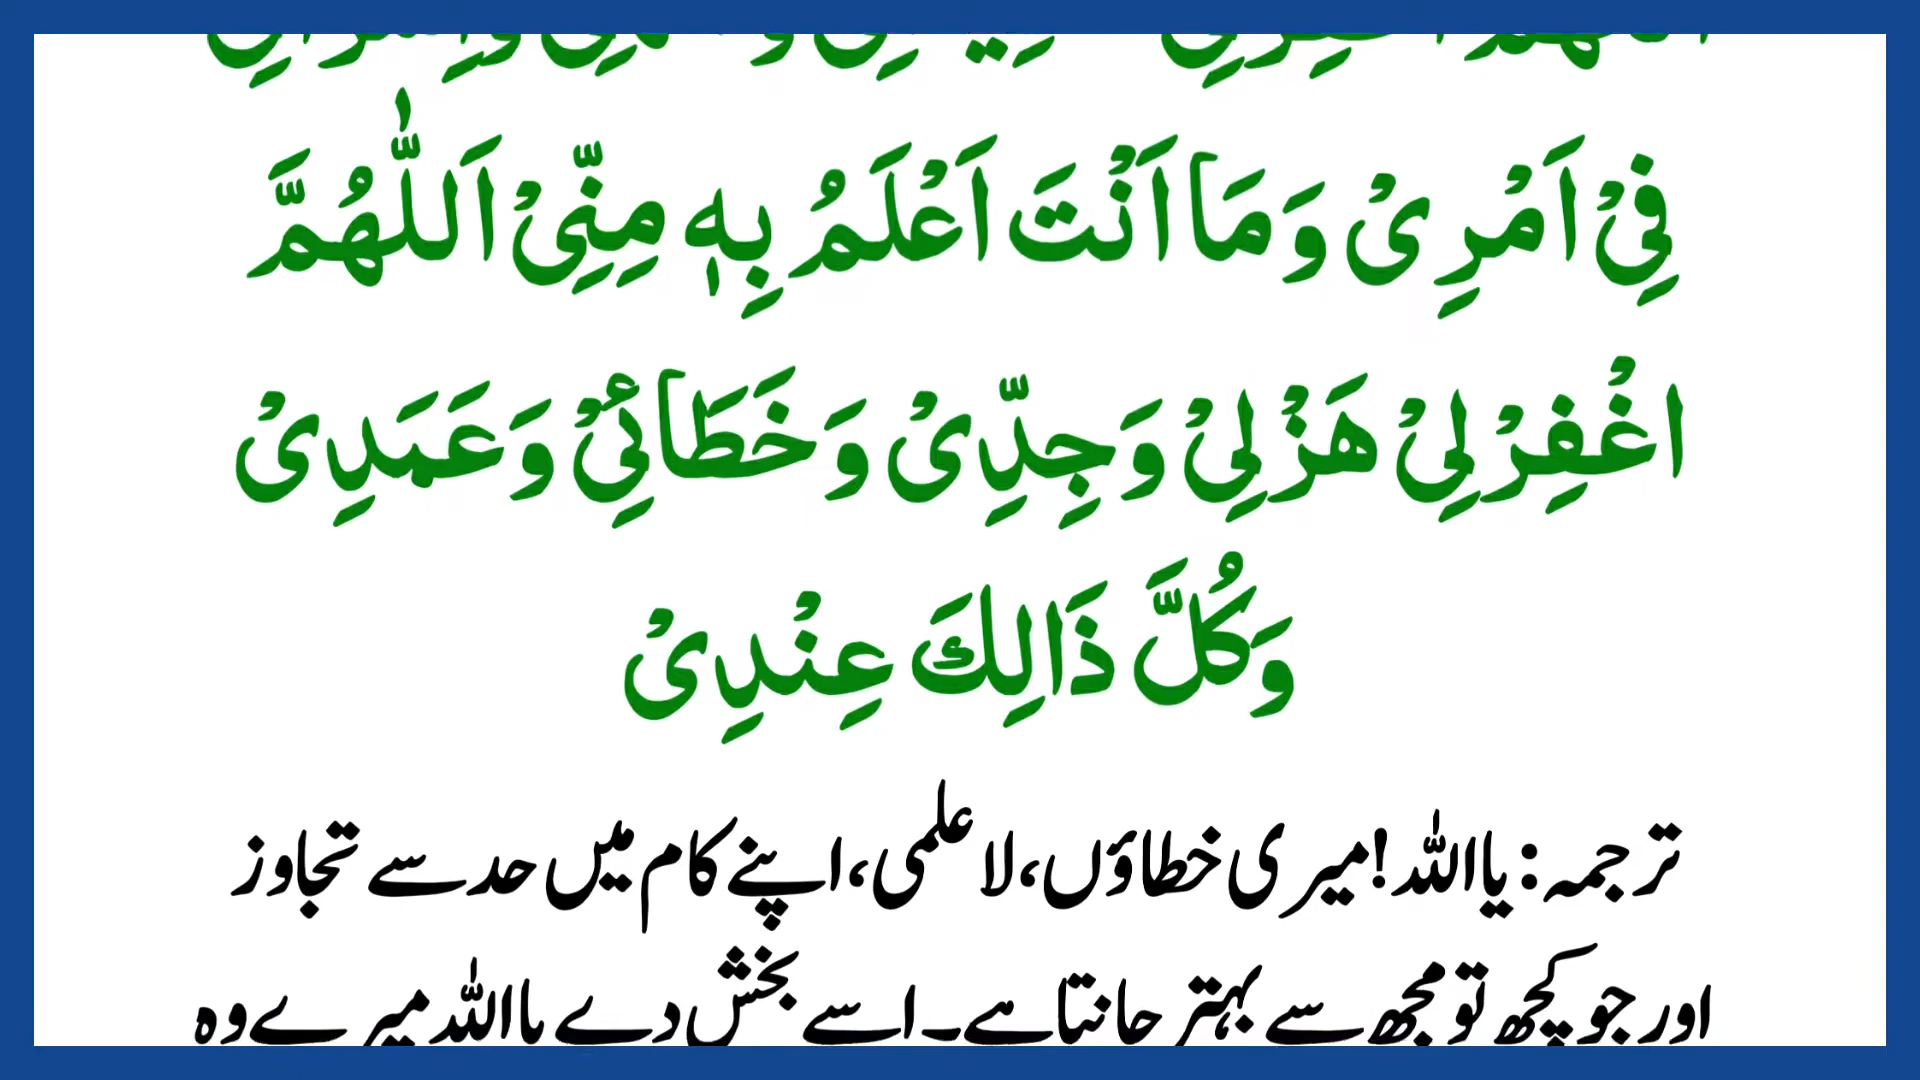 فِیْ اَمْرِیْ وَمَا اَنْتَ اَعْلَمُ بِهٖ مِنِّیْ اَللّٰهُمَّ
اغْفِرْلِیْ هَزْلِیْ وَجِدِّیْ وَخَطَائِیْ وَعَمَدِیْ
وَكُلَّ ذَالِكَ عِنْدِیْ
ترجمہ: یااللہ! میری خطاؤں، لاعلمی، اپنے کام میں حد سے تجاوز
اور جو کچھ تو مجھ سے بہتر جانتا ہے۔ اسے بخش دے یااللہ میرے وہ